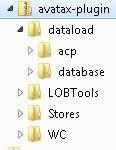 avatax-plugin
dataload
acp
database
LOBTools
Stores
WC